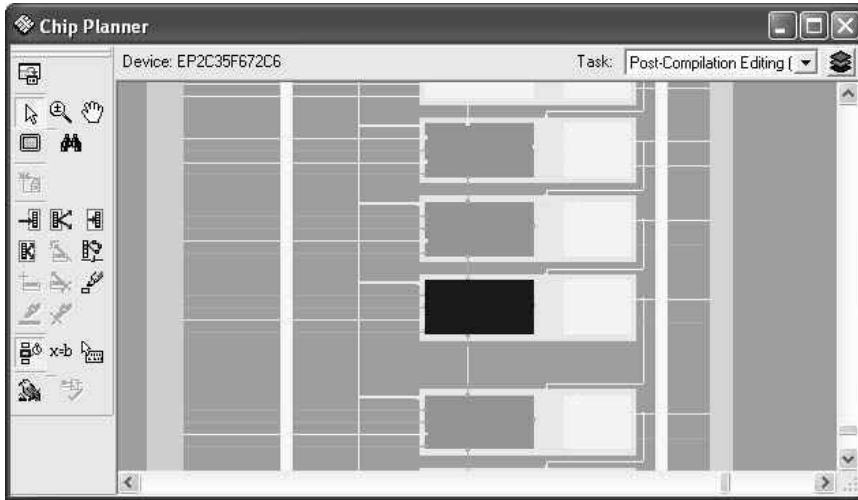 Chip Planner
Device: EP2C35F672C6
Task:
Post-Compilation Editing (
x=b